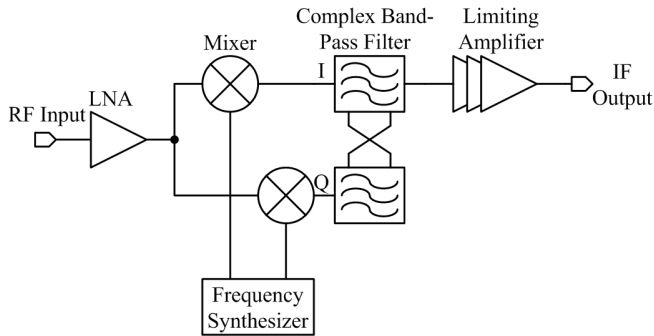 Complex Band-
Pass Filter
Limiting
Amplifier
Mixer
I
IF
Output
LNA
RF Input
Q
Frequency
Synthesizer